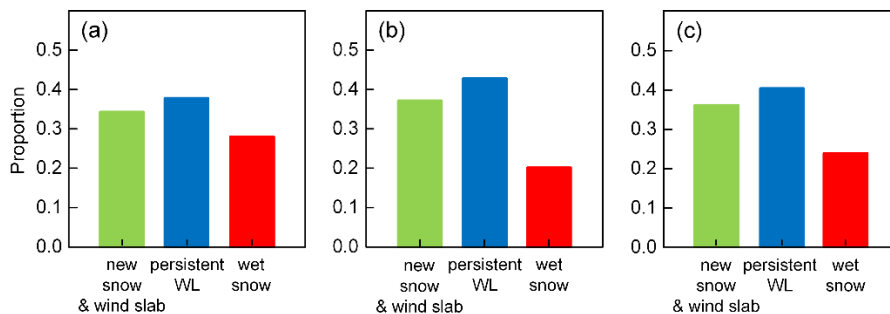 (a)
Proportion
0.5
0.4
0.3
0.2
0.1
0.0
new persistent wet
snow WL snow
& wind slab
(b)
0.5
0.4
0.3
0.2
0.1
0.0
new persistent wet
snow WL snow
& wind slab
(c)
0.5
0.4
0.3
0.2
0.1
0.0
new persistent wet
snow WL snow
& wind slab